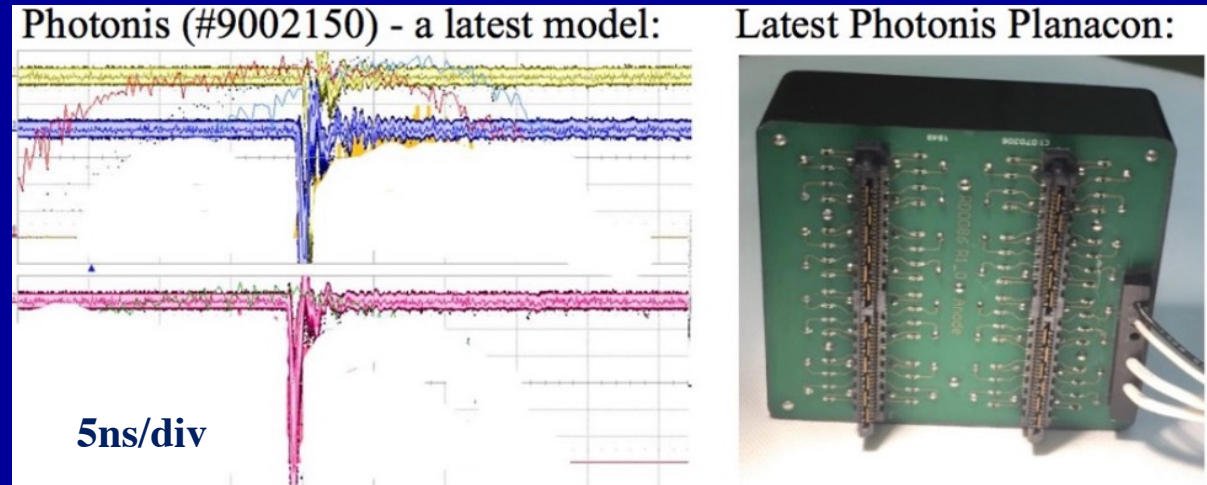 Photonis (#9002150) - a latest model:
Latest Photonis Planacon:
5ns/div